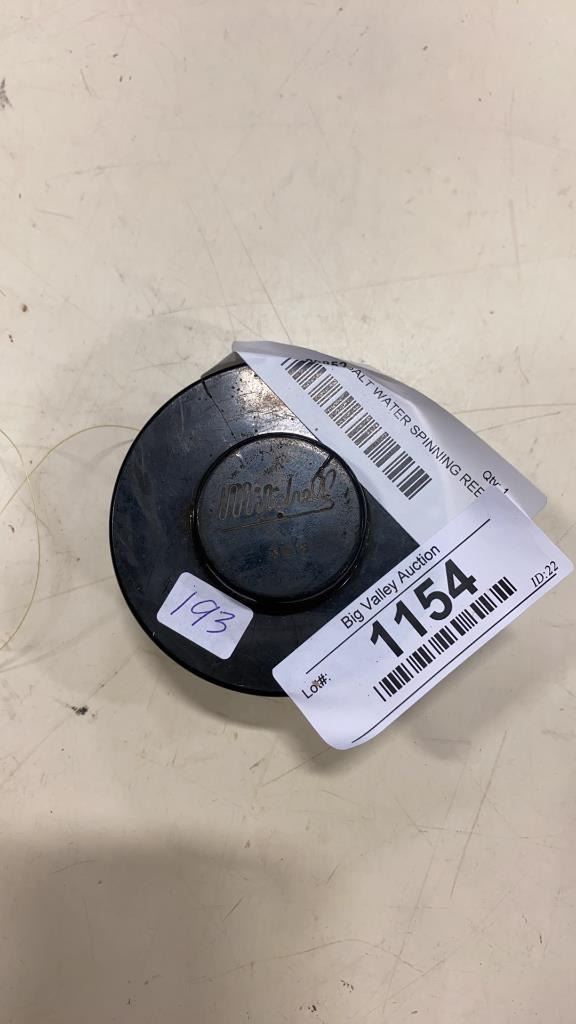 Mitchell
193
SALT WATER SPINNING REE
Qty:1
Big Valley Auction
Lot#:
1154
ID:22